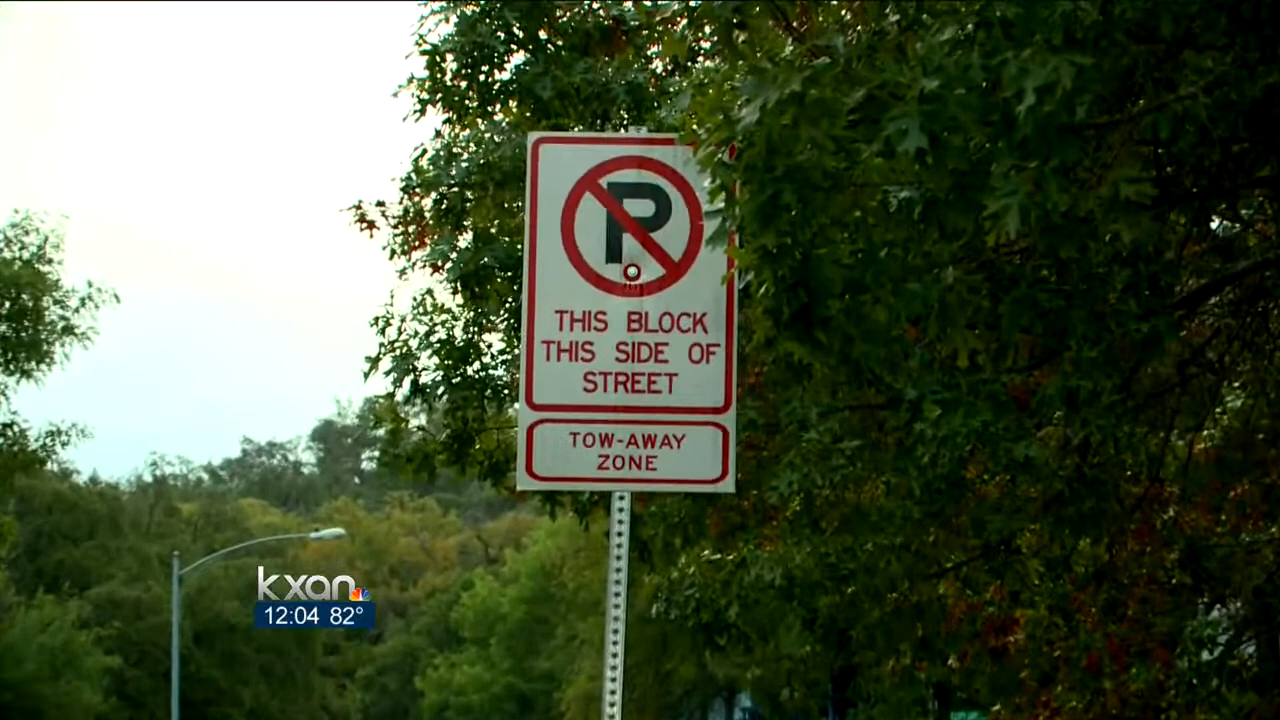 P
THIS BLOCK
THIS SIDE OF
STREET
TOW-AWAY
ZONE
kxan
12:04 82°